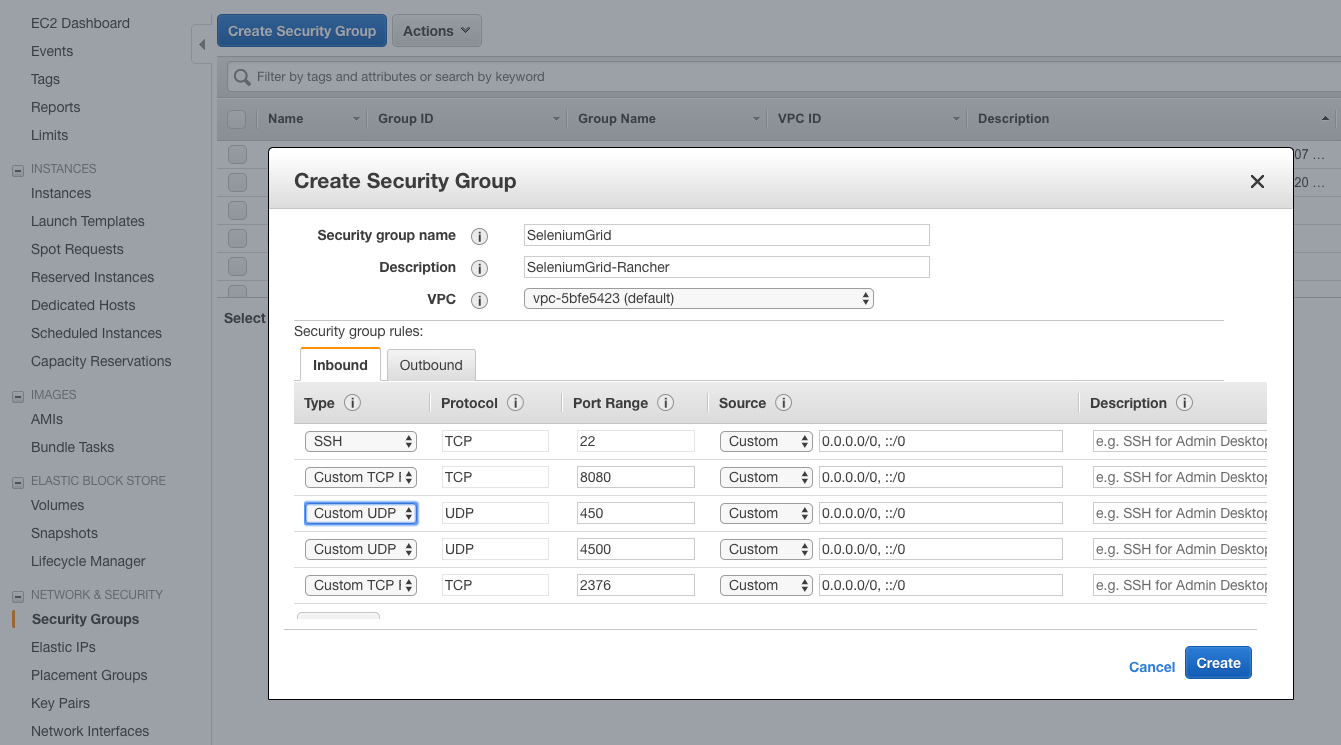 EC2 Dashboard
Events
Tags
Reports
Limits
INSTANCES
Instances
Launch Templates
Spot Requests
Reserved Instances
Dedicated Hosts
Scheduled Instances
Capacity Reservations
IMAGES
AMIs
Bundle Tasks
ELASTIC BLOCK STORE
Volumes
Snapshots
Lifecycle Manager
NETWORK & SECURITY
Security Groups
Elastic IPs
Placement Groups
Key Pairs
Network Interfaces
Create Security Group Actions
Filter by tags and attributes or search by keyword
Name Group ID Group Name VPC ID Description
07 ...
20 ...
Select
Create Security Group
Security group name i SeleniumGrid
Description i SeleniumGrid-Rancher
VPC i vpc-5bfe5423 (default)
Security group rules:
Inbound Outbound
Type i Protocol i Port Range i Source i Description i
SSH TCP 22 Custom 0.0.0.0/0, ::/0 e.g. SSH for Admin Desktop
Custom TCP TCP 8080 Custom 0.0.0.0/0, ::/0 e.g. SSH for Admin Desktop
Custom UDP UDP 450 Custom 0.0.0.0/0, ::/0 e.g. SSH for Admin Desktop
Custom UDP UDP 4500 Custom 0.0.0.0/0, ::/0 e.g. SSH for Admin Desktop
Custom TCP TCP 2376 Custom 0.0.0.0/0, ::/0 e.g. SSH for Admin Desktop
Cancel Create